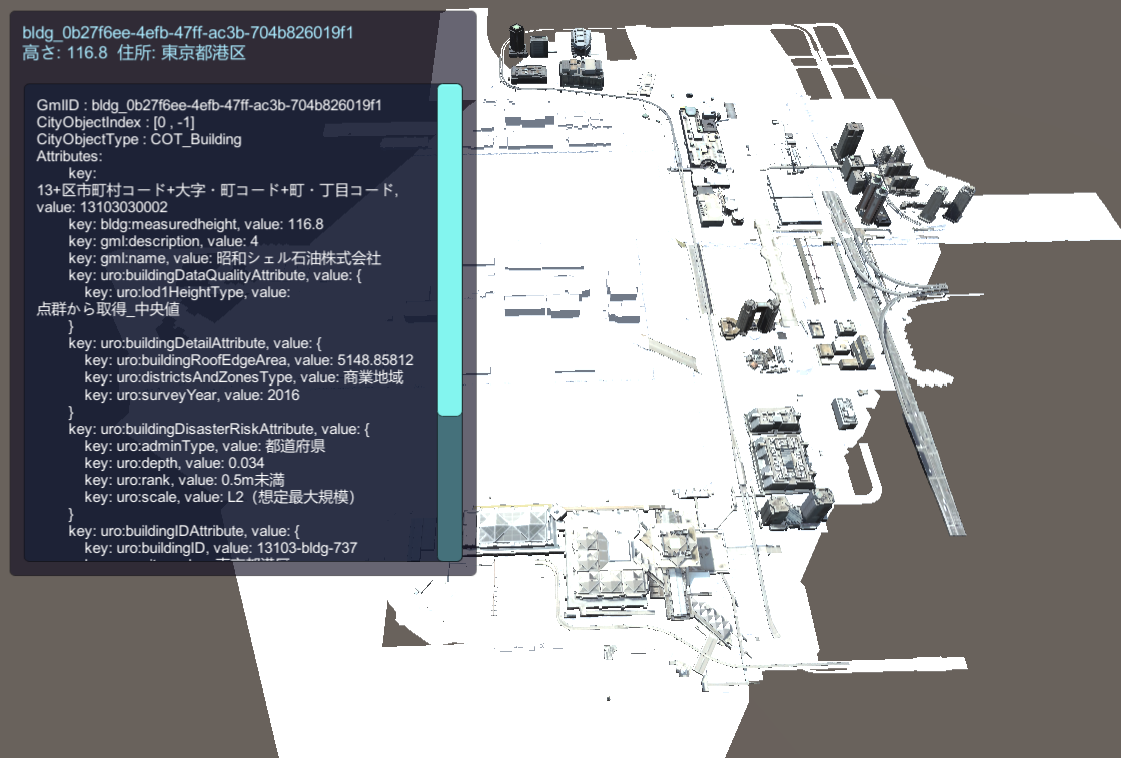 bldg_0b27f6ee-4efb-47ff-ac3b-704b826019f1
高さ: 116.8 住所: 東京都港区
GmlID : bldg_0b27f6ee-4efb-47ff-ac3b-704b826019f1
CityObjectIndex : [0 , -1]
CityObjectType : COT_Building
Attributes:
key:
13+区市町村コード+大字・町コード+町・丁目コード,
value: 13103030002
key: bldg:measuredheight, value: 116.8
key: gml:description, value: 4
key: gml:name, value: 昭和シェル石油株式会社
key: uro:buildingDataQualityAttribute, value: {
key: uro:lod1HeightType, value:
点群から取得_中央値
}
key: uro:buildingDetailAttribute, value: {
key: uro:buildingRoofEdgeArea, value: 5148.85812
key: uro:districtsAndZonesType, value: 商業地域
key: uro:surveyYear, value: 2016
}
key: uro:buildingDisasterRiskAttribute, value: {
key: uro:adminType, value: 都道府県
key: uro:depth, value: 0.034
key: uro:rank, value: 0.5m未満
key: uro:scale, value: L2（想定最大規模）
}
key: uro:buildingIDAttribute, value: {
key: uro:buildingID, value: 13103-bldg-737